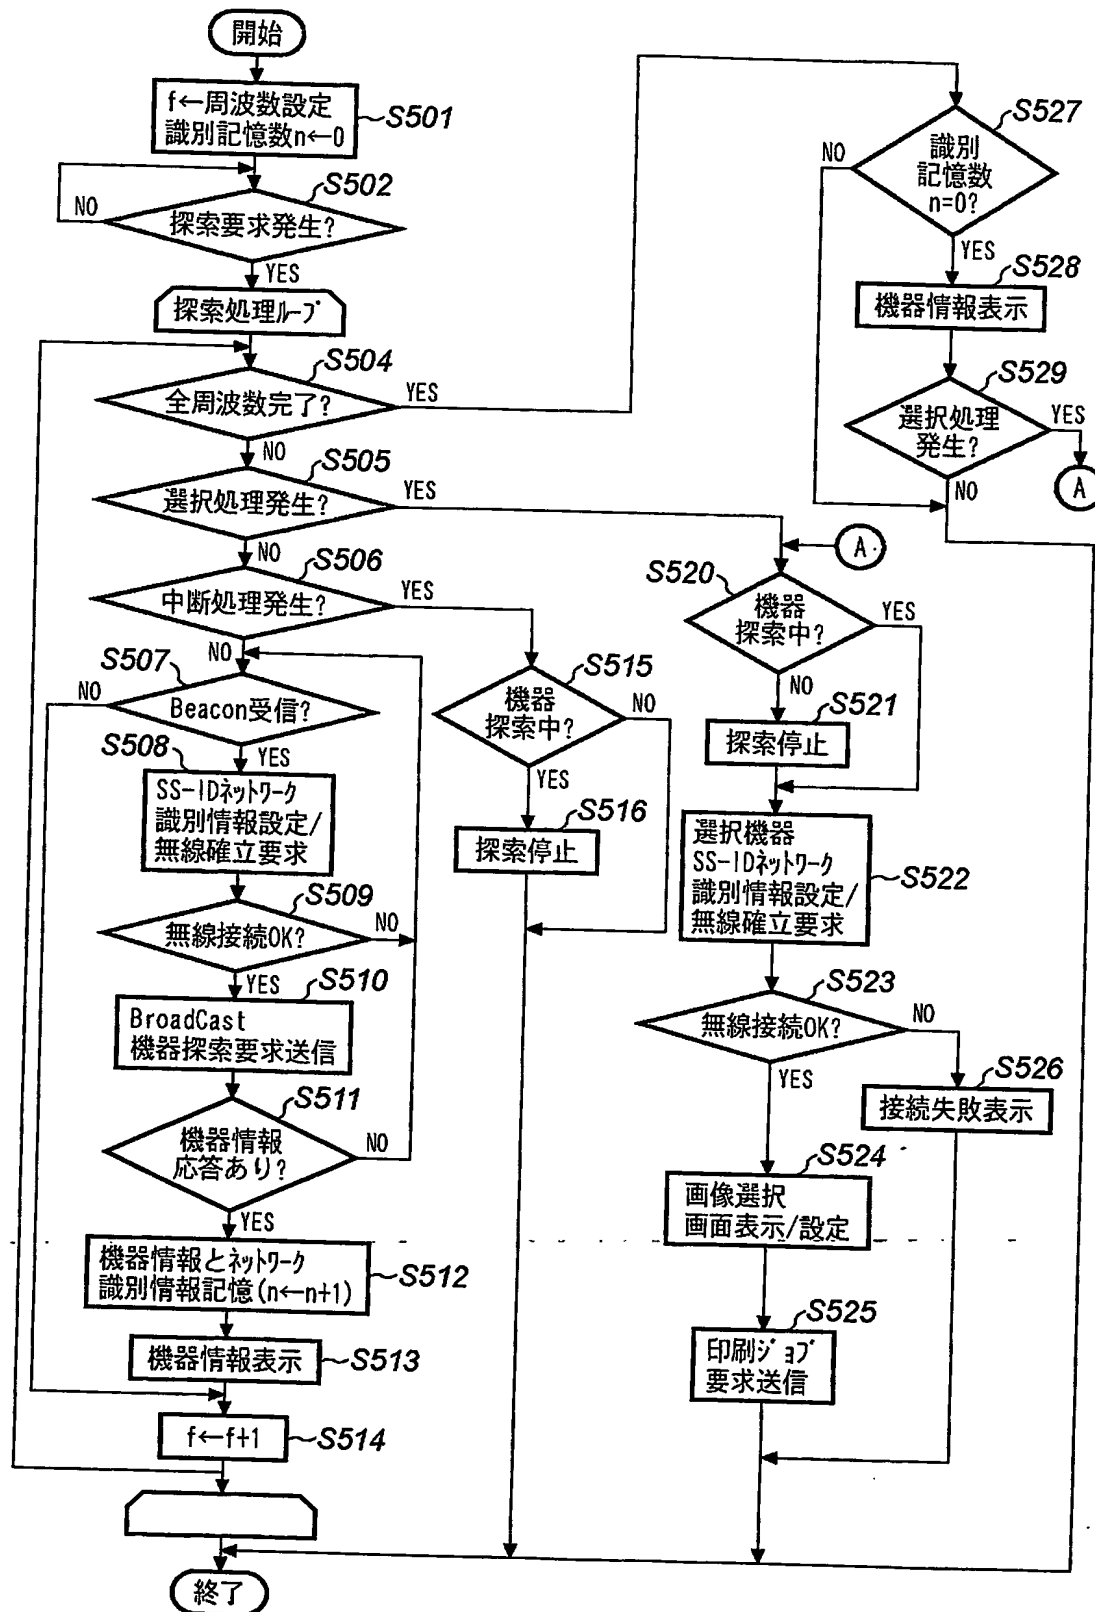 開始
f←周波数設定
識別記憶数n←0
S501
S502
NO
探索要求発生?
YES
探索処理ループ
S504
全周波数完了?
YES
NO
S505
選択処理発生?
YES
NO
S506
中断処理発生?
YES
NO
S507
NO
Beacon受信?
YES
S508
SS-IDネットワーク
識別情報設定/
無線確立要求
S509
無線接続OK?
NO
YES
S510
BroadCast
機器探索要求送信
S511
機器情報
応答あり?
NO
YES
機器情報とネットワーク
識別情報記憶(n←n+1)
S512
機器情報表示
S513
f←f+1
S514
終了
S515
機器
探索中?
NO
YES
S516
探索停止
A
S520
機器
探索中?
YES
NO
S521
探索停止
選択機器
SS-IDネットワーク
識別情報設定/
無線確立要求
S522
S523
無線接続OK?
NO
YES
S526
接続失敗表示
S524
画像選択
画面表示/設定
S525
印刷ジョブ
要求送信
S527
NO
識別
記憶数
n=0?
YES
S528
機器情報表示
S529
選択処理
発生?
YES
NO
A